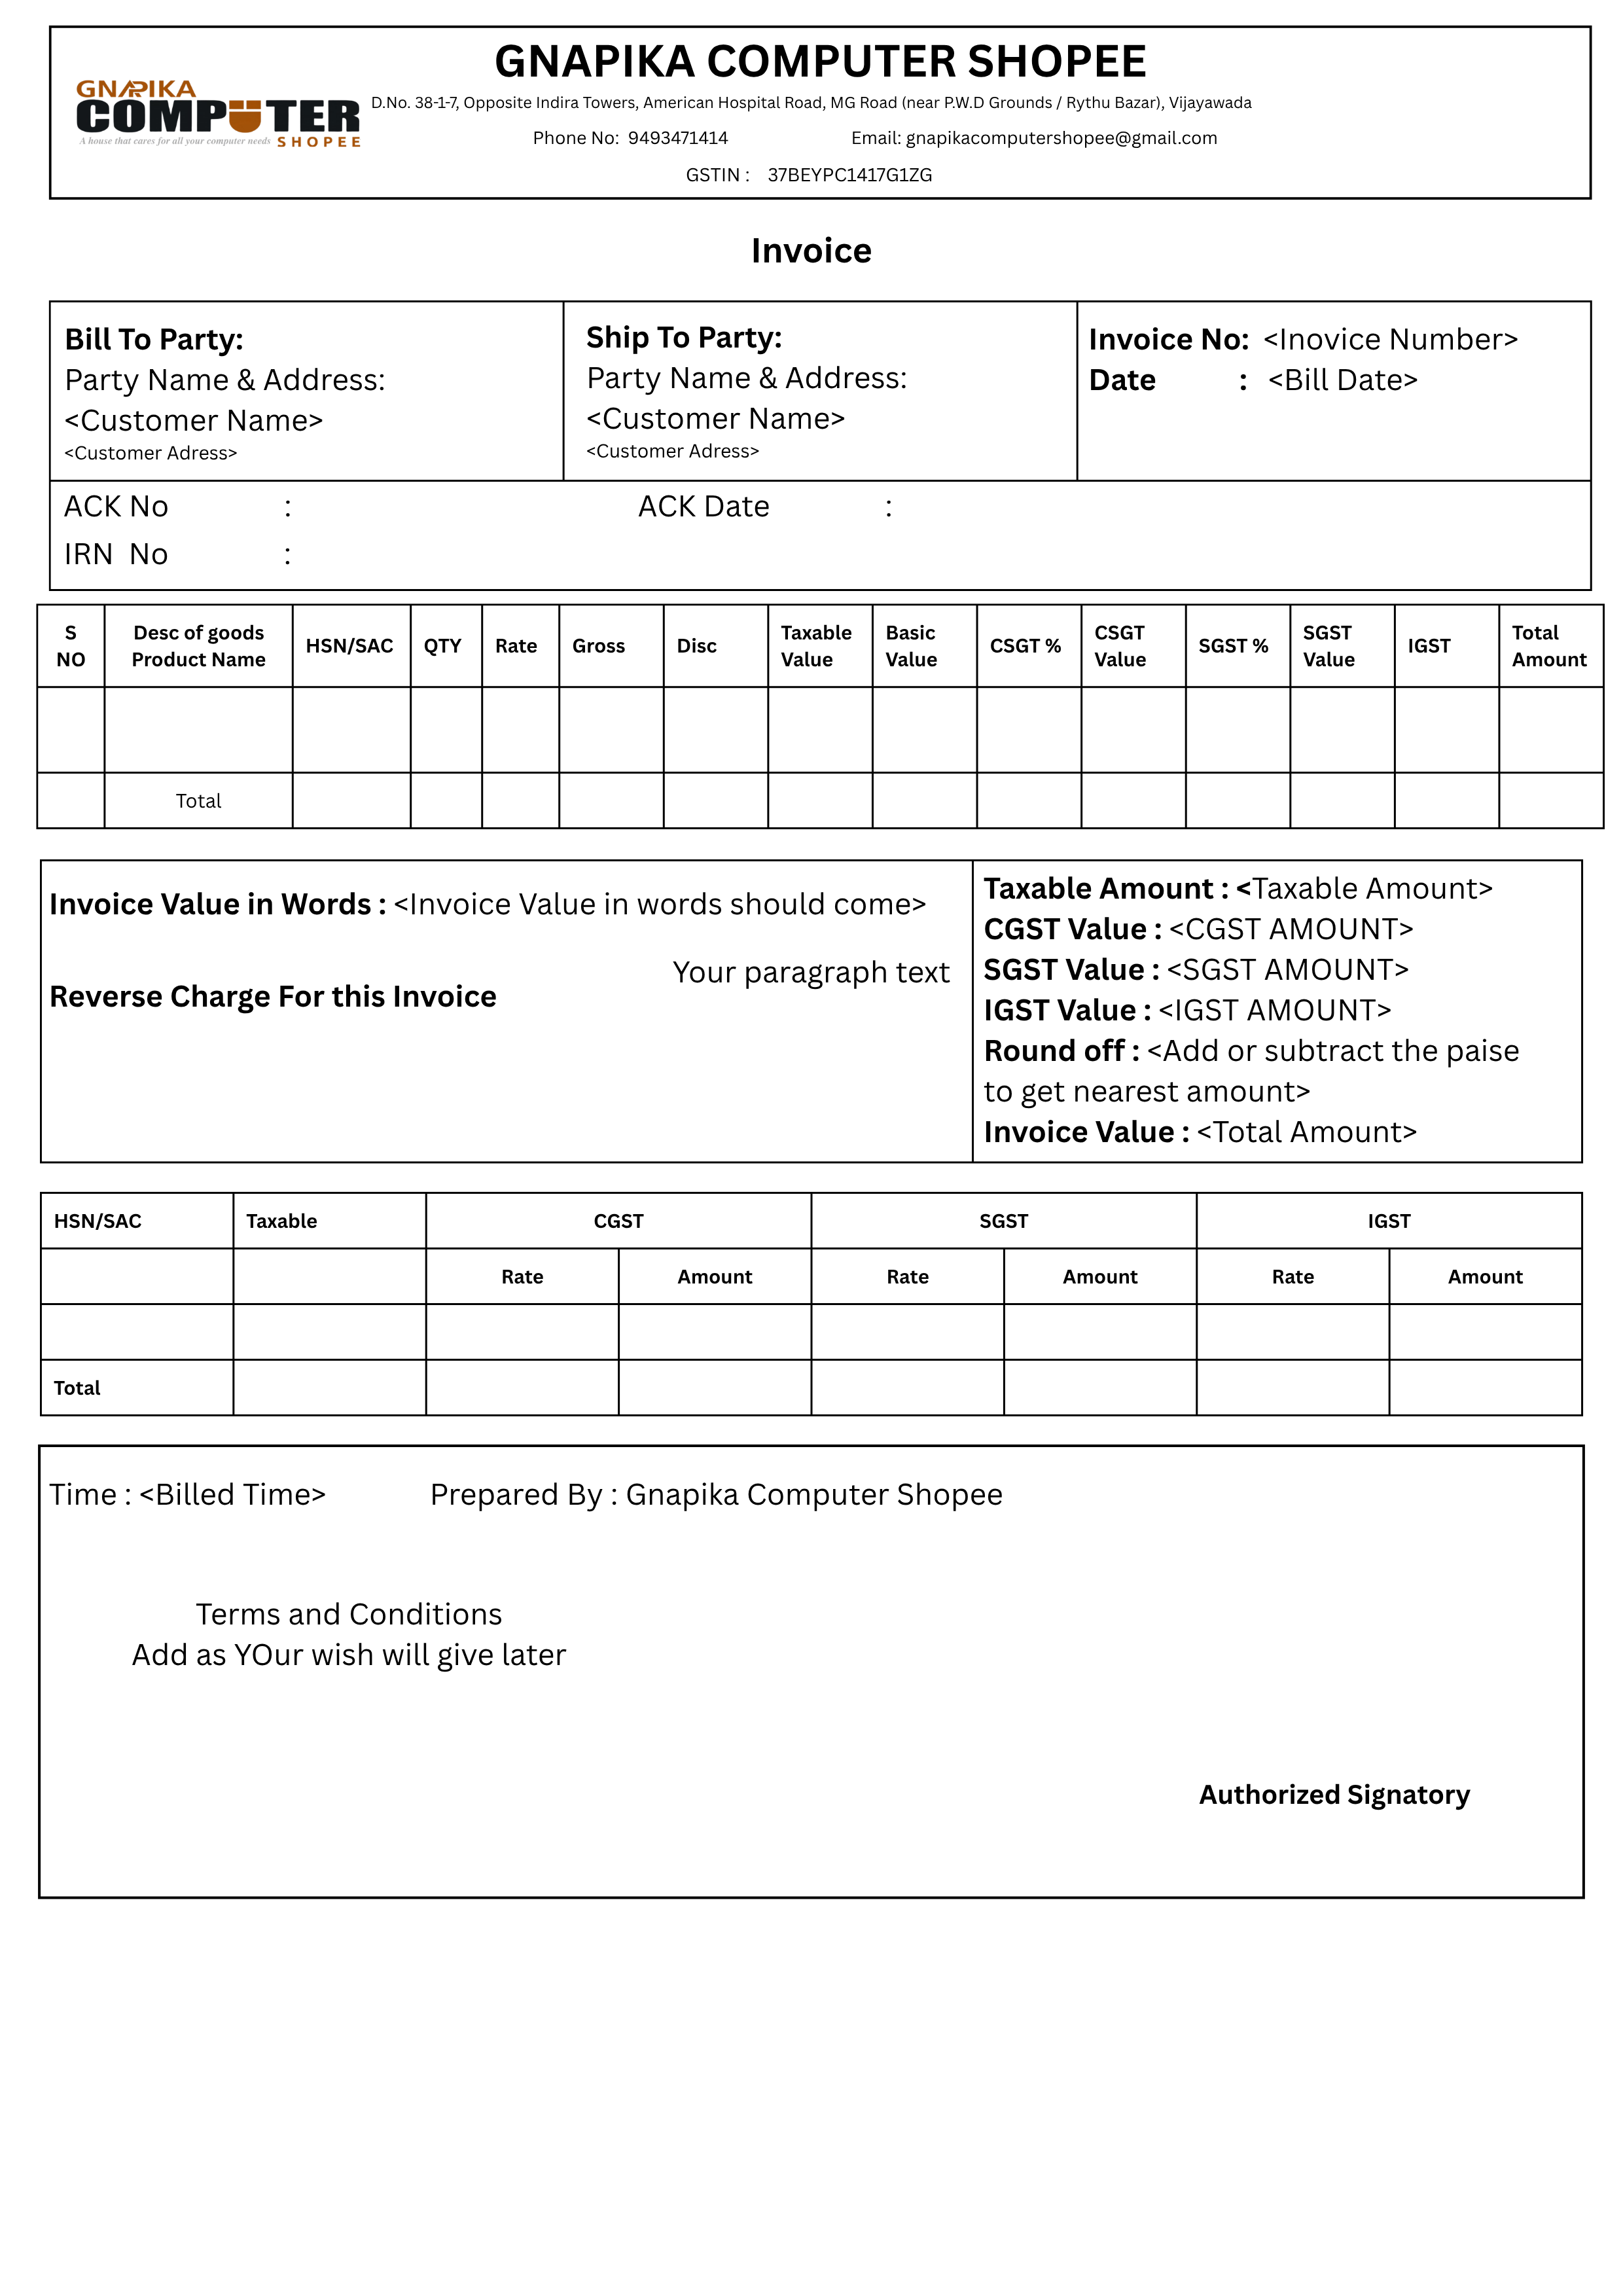 GNAPIKA COMPUTER SHOPEE
GNAPIKA
COMPUTER
A house that cares for all your computer needs SHOPEE
D.No. 38-1-7, Opposite Indira Towers, American Hospital Road, MG Road (near P.W.D Grounds / Rythu Bazar), Vijayawada
Phone No: 9493471414 Email: gnapikacomputershopee@gmail.com
GSTIN : 37BEYPC1417G1ZG
Invoice
Bill To Party:
Party Name & Address:
<Customer Name>
<Customer Adress>
Ship To Party:
Party Name & Address:
<Customer Name>
<Customer Adress>
Invoice No: <Inovice Number>
Date : <Bill Date>
ACK No : ACK Date :
IRN No :
S NO Desc of goods Product Name HSN/SAC QTY Rate Gross Disc Taxable Value Basic Value CSGT % CSGT Value SGST % SGST Value IGST Total Amount
Total
Invoice Value in Words : <Invoice Value in words should come>
Your paragraph text
Reverse Charge For this Invoice
Taxable Amount : <Taxable Amount>
CGST Value : <CGST AMOUNT>
SGST Value : <SGST AMOUNT>
IGST Value : <IGST AMOUNT>
Round off : <Add or subtract the paise
to get nearest amount>
Invoice Value : <Total Amount>
HSN/SAC Taxable CGST SGST IGST
Rate Amount Rate Amount Rate Amount
Total
Time : <Billed Time> Prepared By : Gnapika Computer Shopee
Terms and Conditions
Add as YOur wish will give later
Authorized Signatory